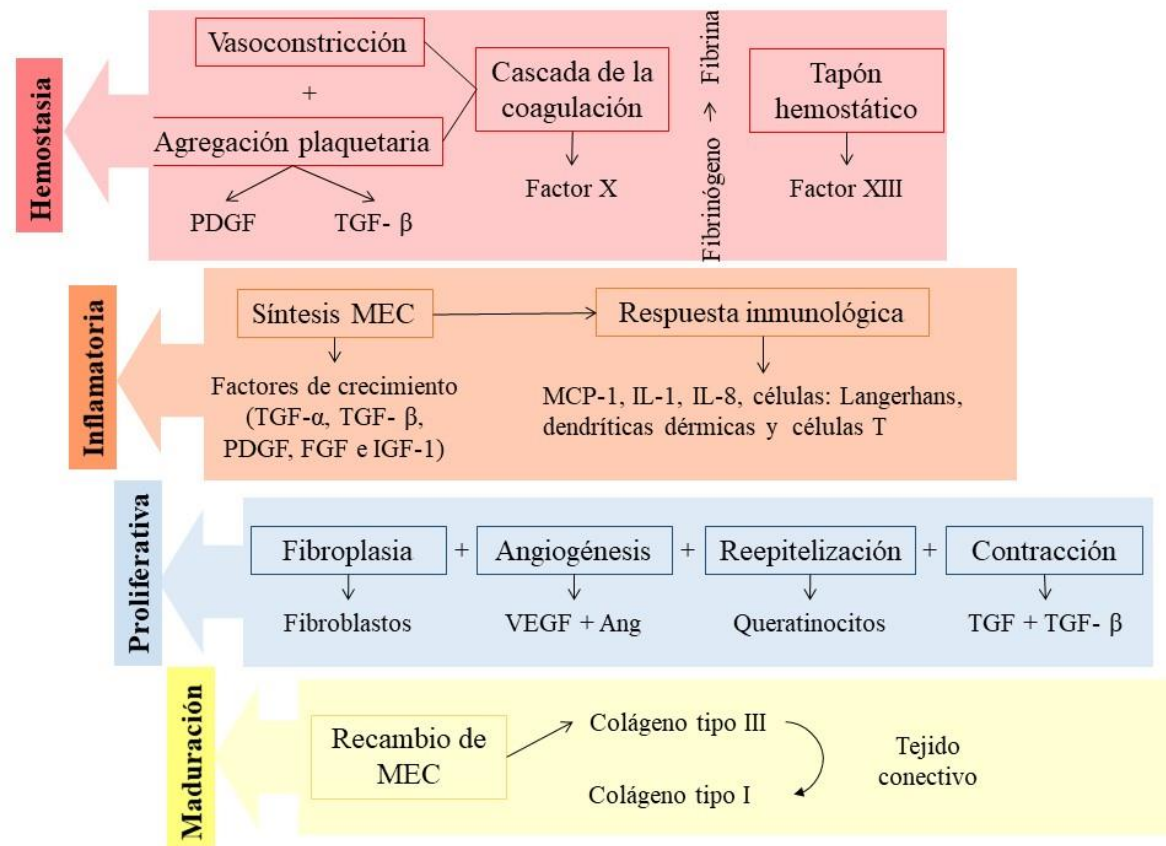 Hemostasia
Vasoconstricción
+
Agregación plaquetaria
PDGF
TGF- β
Cascada de la
coagulación
Factor X
Fibrinógeno → Fibrina
Tapón
hemostático
Factor XIII
Inflamatoria
Síntesis MEC
Factores de crecimiento
(TGF-α, TGF- β,
PDGF, FGF e IGF-1)
Respuesta inmunológica
MCP-1, IL-1, IL-8, células: Langerhans,
dendríticas dérmicas y células T
Proliferativa
Fibroplasia + Angiogénesis + Reepitelización + Contracción
Fibroblastos
VEGF + Ang
Queratinocitos
TGF + TGF- β
Maduración
Recambio de
MEC
Colágeno tipo III
Colágeno tipo I
Tejido
conectivo